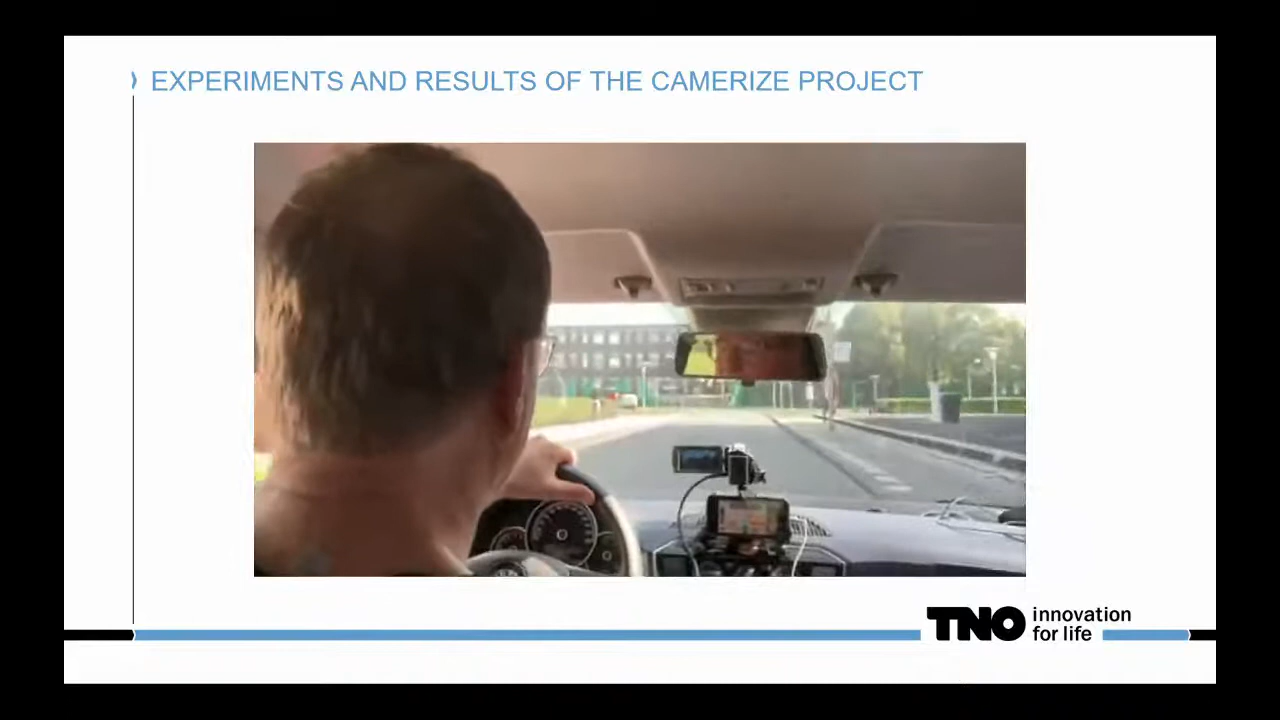 EXPERIMENTS AND RESULTS OF THE CAMERIZE PROJECT
TNO innovation
for life